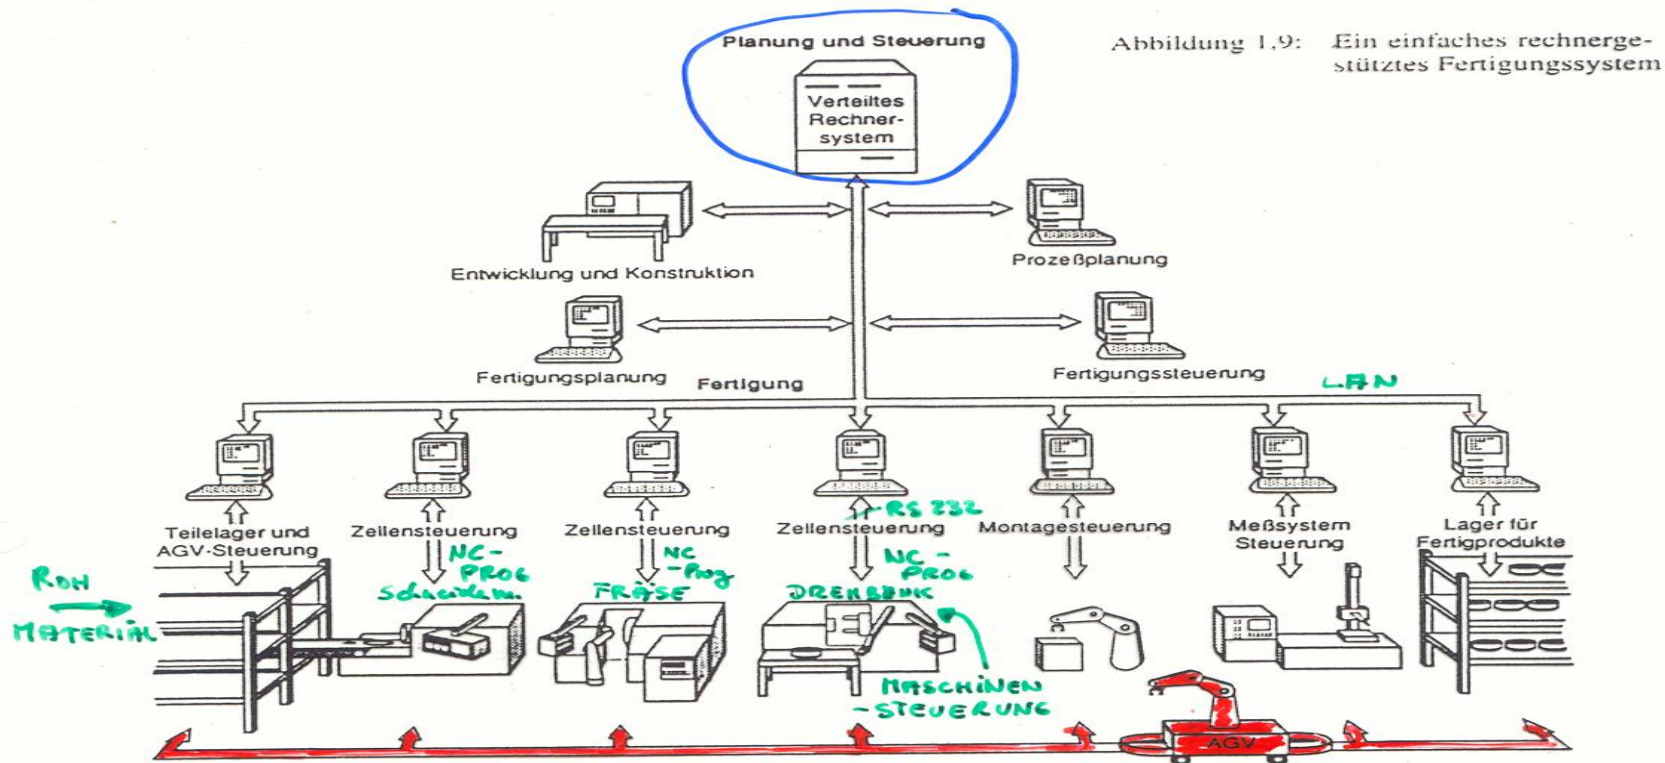 Planung und Steuerung
Abbildung 1.9: Ein einfaches rechnerge-
stütztes Fertigungssystem
Verteiltes
Rechner-
system
Entwicklung und Konstruktion
Prozeßplanung
Fertigungsplanung
Fertigung
Fertigungssteuerung
LAN
RS 232
Teilelager und
AGV-Steuerung
Zellensteuerung
Zellensteuerung
Zellensteuerung
Montagesteuerung
Meßsystem
Steuerung
Lager für
Fertigprodukte
NC-
PROG
Schneidem.
NC
-Prog
FRÄSE
NC-
PROG
DREHBANK
ROH
MATERIAL
MASCHINEN
-STEUERUNG
AGV